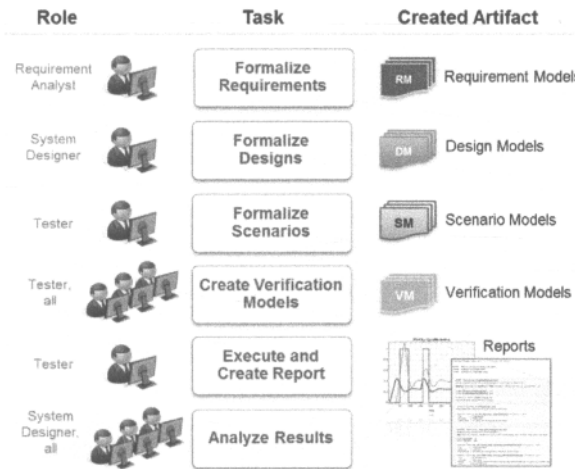 Role Task Created Artifact
Requirement Analyst
Formalize Requirements
RM
Requirement Models
System Designer
Formalize Designs
DM
Design Models
Tester
Formalize Scenarios
SM
Scenario Models
Tester, all
Create Verification Models
VM
Verification Models
Tester
Execute and Create Report
Reports
System Designer, all
Analyze Results